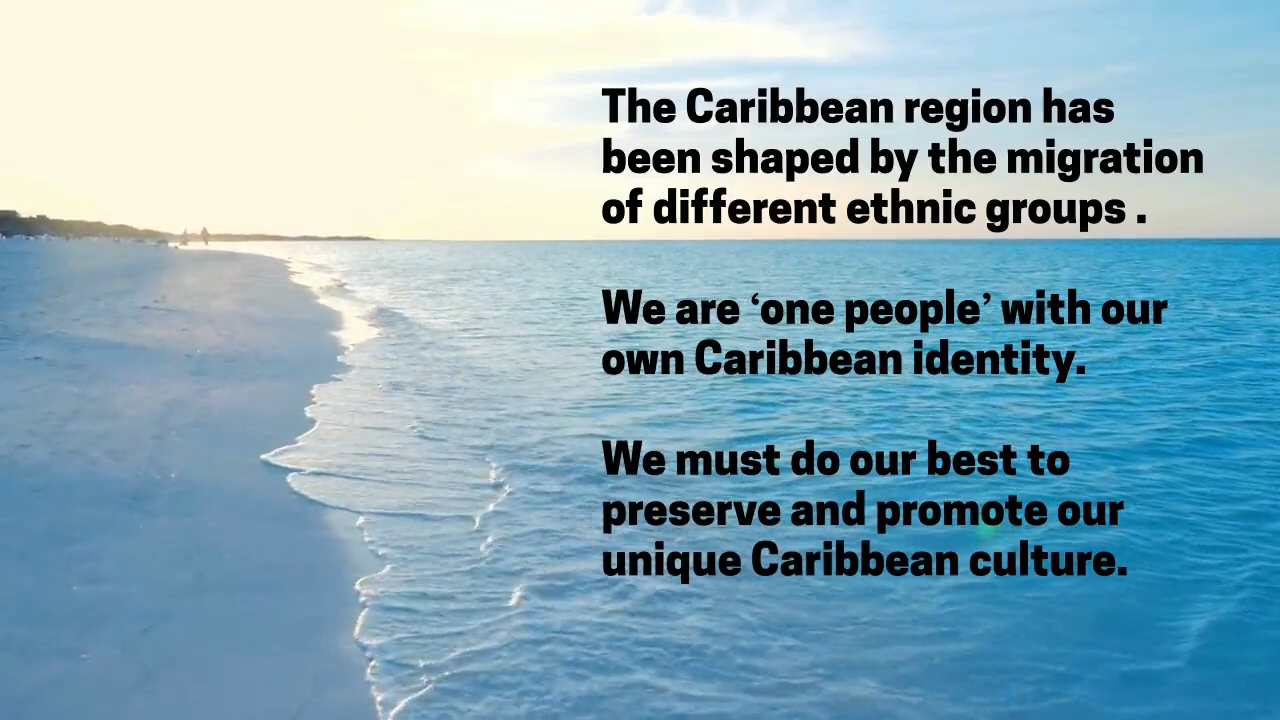 The Caribbean region has
been shaped by the migration
of different ethnic groups .
We are ‘one people’ with our
own Caribbean identity.
We must do our best to
preserve and promote our
unique Caribbean culture.